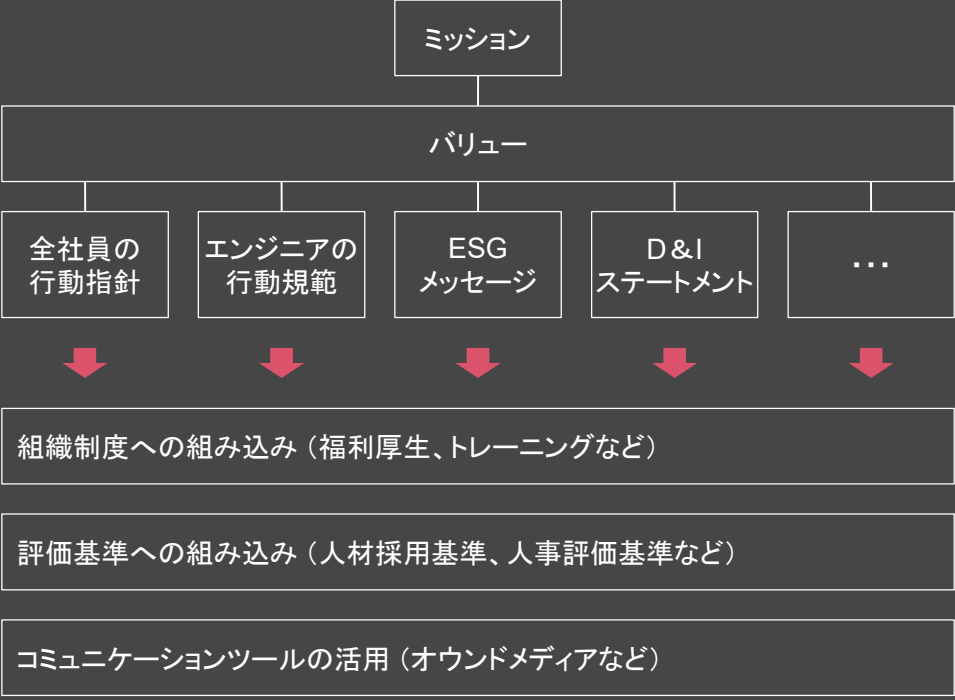 ミッション
バリュー
全社員の
行動指針
エンジニアの
行動規範
ESG
メッセージ
D&I
ステートメント
・・・
組織制度への組み込み（福利厚生、トレーニングなど）
評価基準への組み込み（人材採用基準、人事評価基準など）
コミュニケーションツールの活用（オウンドメディアなど）